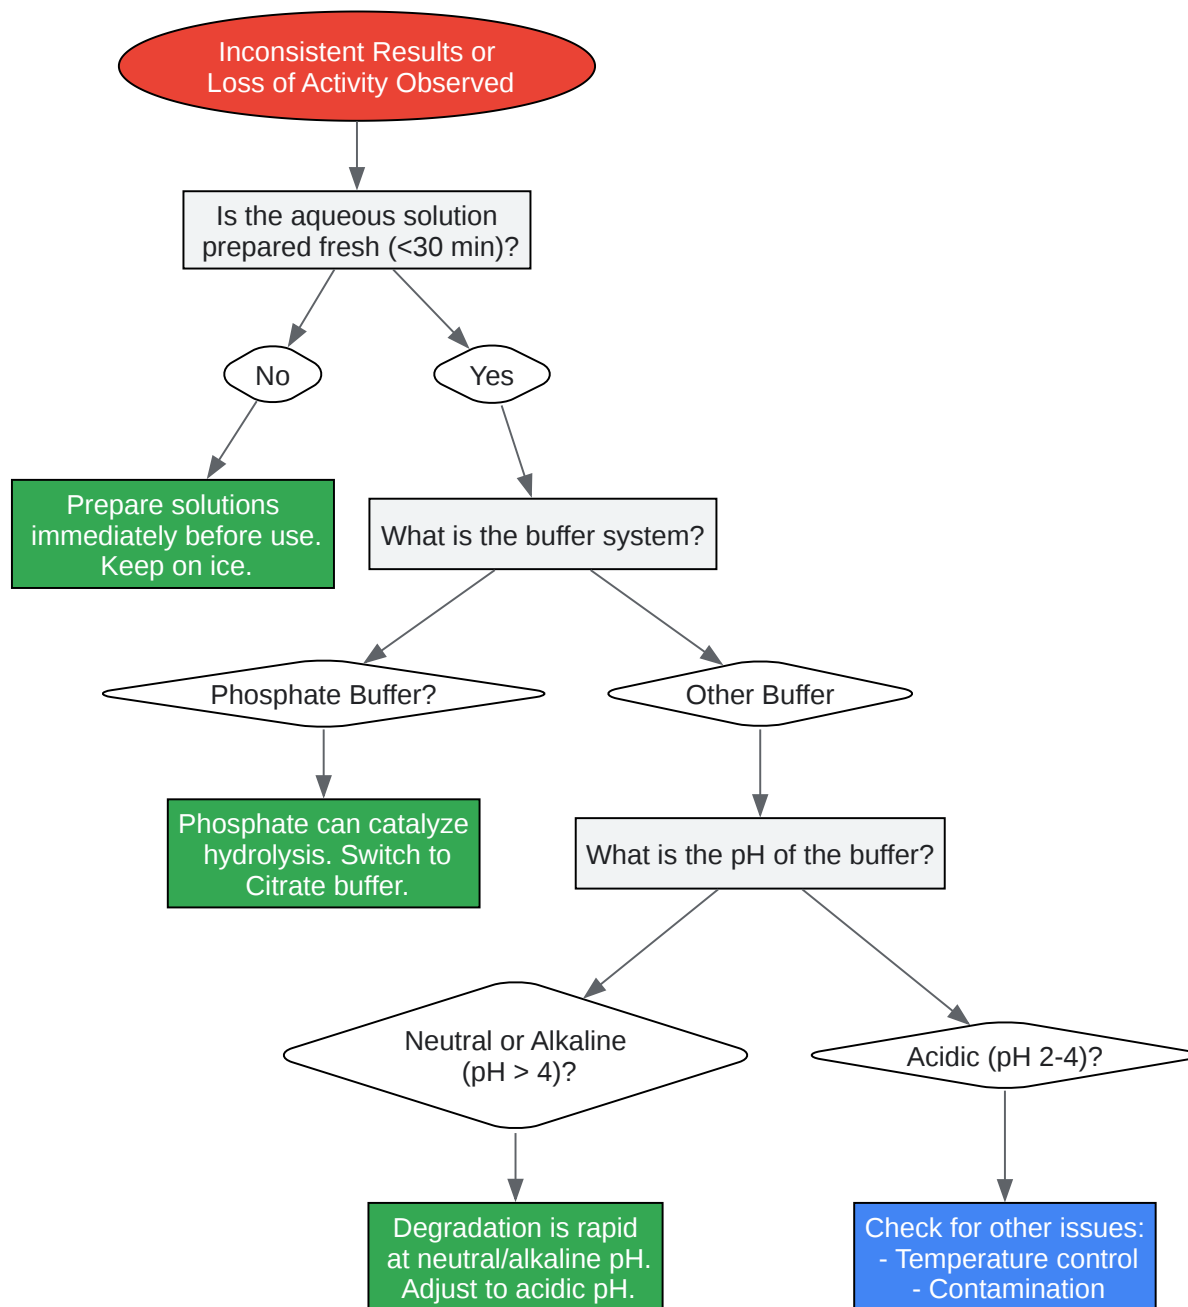 Inconsistent Results or
Loss of Activity Observed
Is the aqueous solution
prepared fresh (<30 min)?
No
Yes
Prepare solutions
immediately before use.
Keep on ice.
What is the buffer system?
Phosphate Buffer?
Other Buffer
Phosphate can catalyze
hydrolysis. Switch to
Citrate buffer.
What is the pH of the buffer?
Neutral or Alkaline
(pH > 4)?
Acidic (pH 2-4)?
Degradation is rapid
at neutral/alkaline pH.
Adjust to acidic pH.
Check for other issues:
- Temperature control
- Contamination